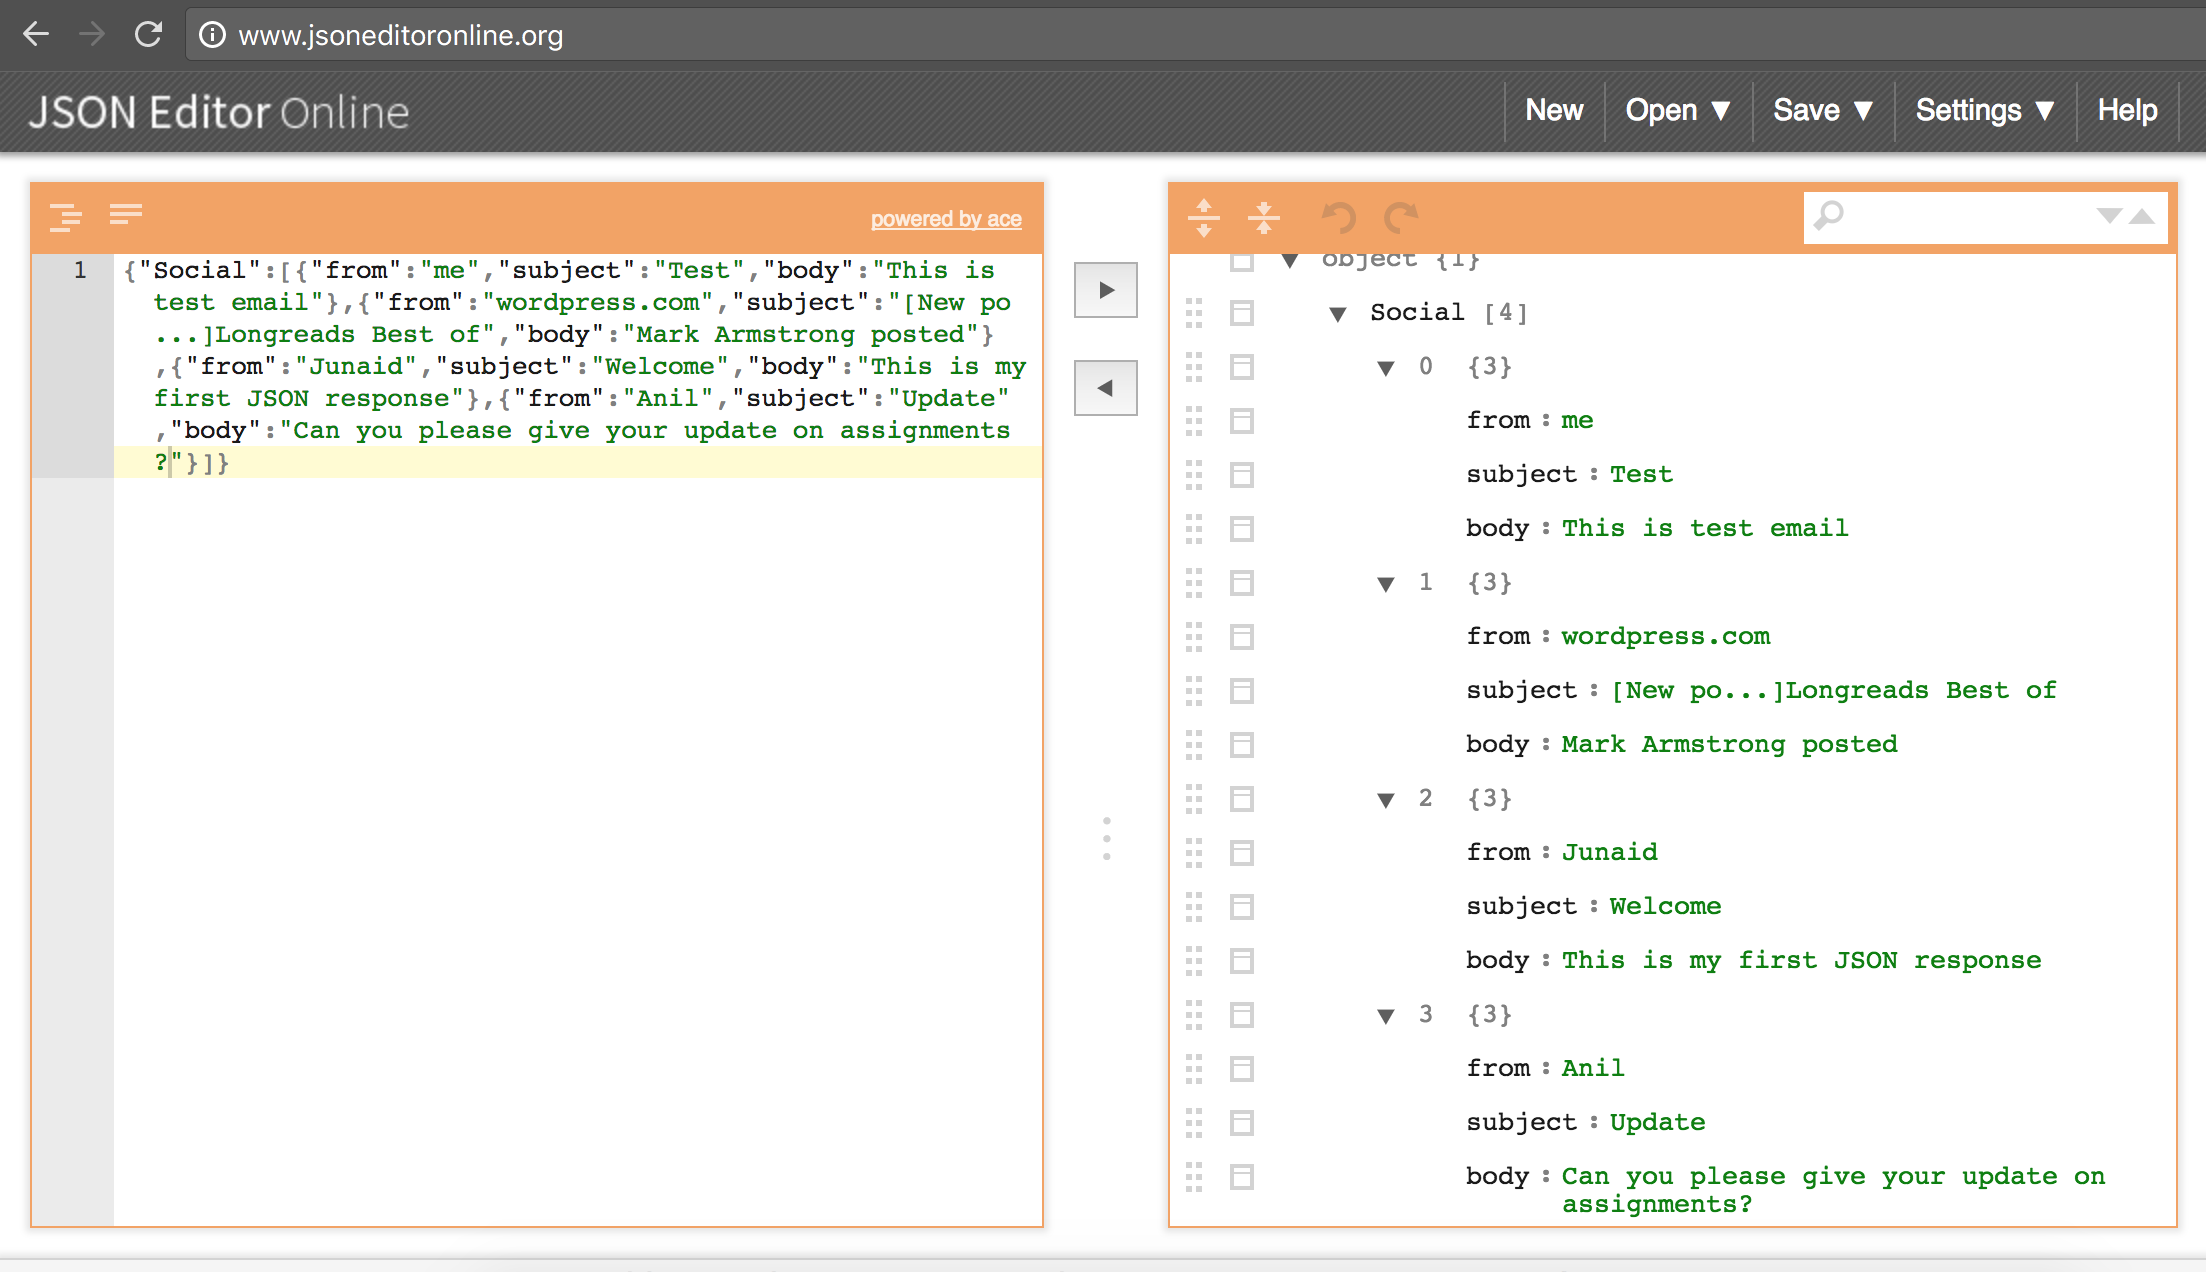 www.jsoneditoronline.org
JSON Editor Online
New
Open ▼
Save ▼
Settings ▼
Help
powered by ace
1
{"Social":[{"from":"me","subject":"Test","body":"This is
test email"},{"from":"wordpress.com","subject":"[New po
...]Longreads Best of","body":"Mark Armstrong posted"}
,{"from":"Junaid","subject":"Welcome","body":"This is my
first JSON response"},{"from":"Anil","subject":"Update"
,"body":"Can you please give your update on assignments
?"}]}
▼ object {1}
▼ Social [4]
▼ 0 {3}
from : me
subject : Test
body : This is test email
▼ 1 {3}
from : wordpress.com
subject : [New po...]Longreads Best of
body : Mark Armstrong posted
▼ 2 {3}
from : Junaid
subject : Welcome
body : This is my first JSON response
▼ 3 {3}
from : Anil
subject : Update
body : Can you please give your update on
assignments?